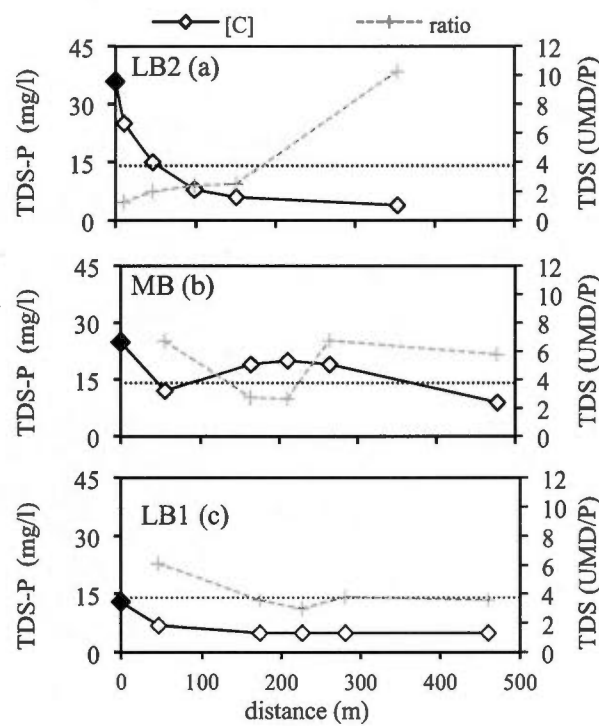 [C] ratio
LB2 (a)
TDS-P (mg/l)
45
30
15
0
TDS (UMD/P)
12
10
8
6
4
2
0
MB (b)
TDS-P (mg/l)
45
30
15
0
TDS (UMD/P)
12
10
8
6
4
2
0
LB1 (c)
TDS-P (mg/l)
45
30
15
0
TDS (UMD/P)
12
10
8
6
4
2
0
0 100 200 300 400 500
distance (m)